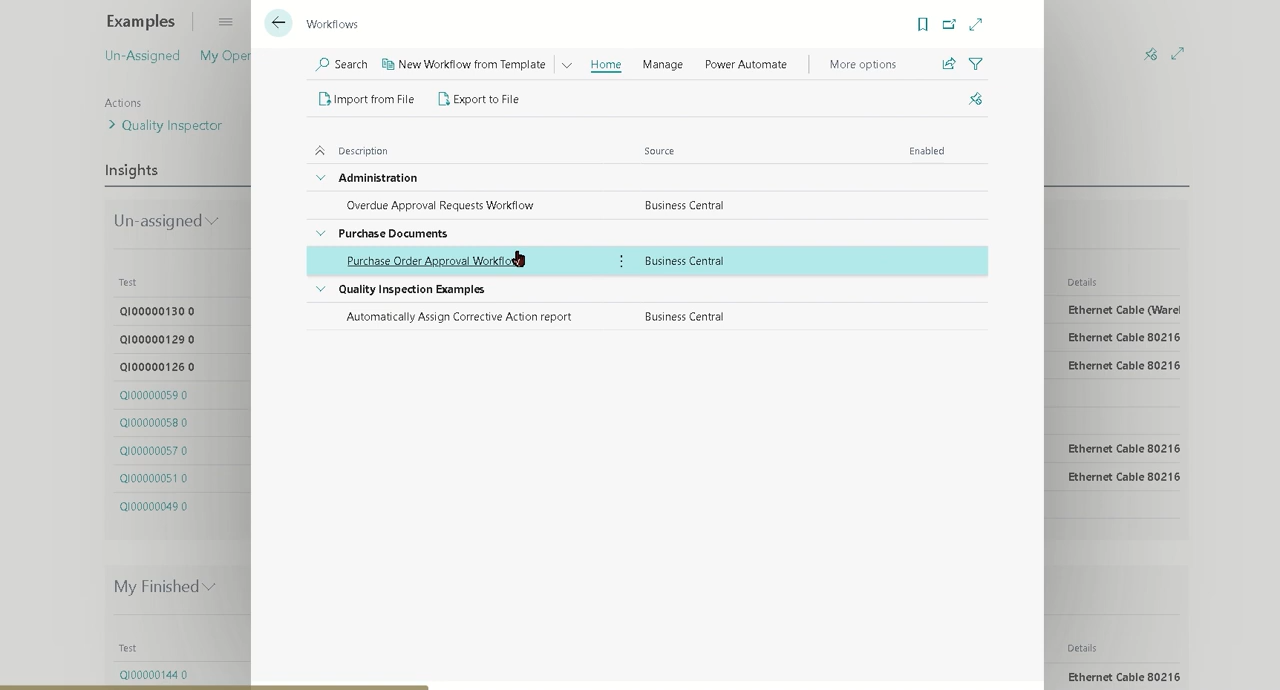 Examples
Un-Assigned My Oper
Actions
Quality Inspector
Insights
Un-assigned
Test
QI00000130 0
QI00000129 0
QI00000126 0
QI00000059 0
QI00000058 0
QI00000057 0
QI00000051 0
QI00000049 0
My Finished
Test
QI00000144 0
Workflows
Search New Workflow from Template Home Manage Power Automate More options
Import from File Export to File
Description Source Enabled
Administration
Overdue Approval Requests Workflow Business Central
Purchase Documents
Purchase Order Approval Workflow Business Central
Quality Inspection Examples
Automatically Assign Corrective Action report Business Central
Details
Ethernet Cable (Warel
Ethernet Cable 80216
Ethernet Cable 80216
Ethernet Cable 80216
Ethernet Cable 80216
Details
Ethernet Cable 80216